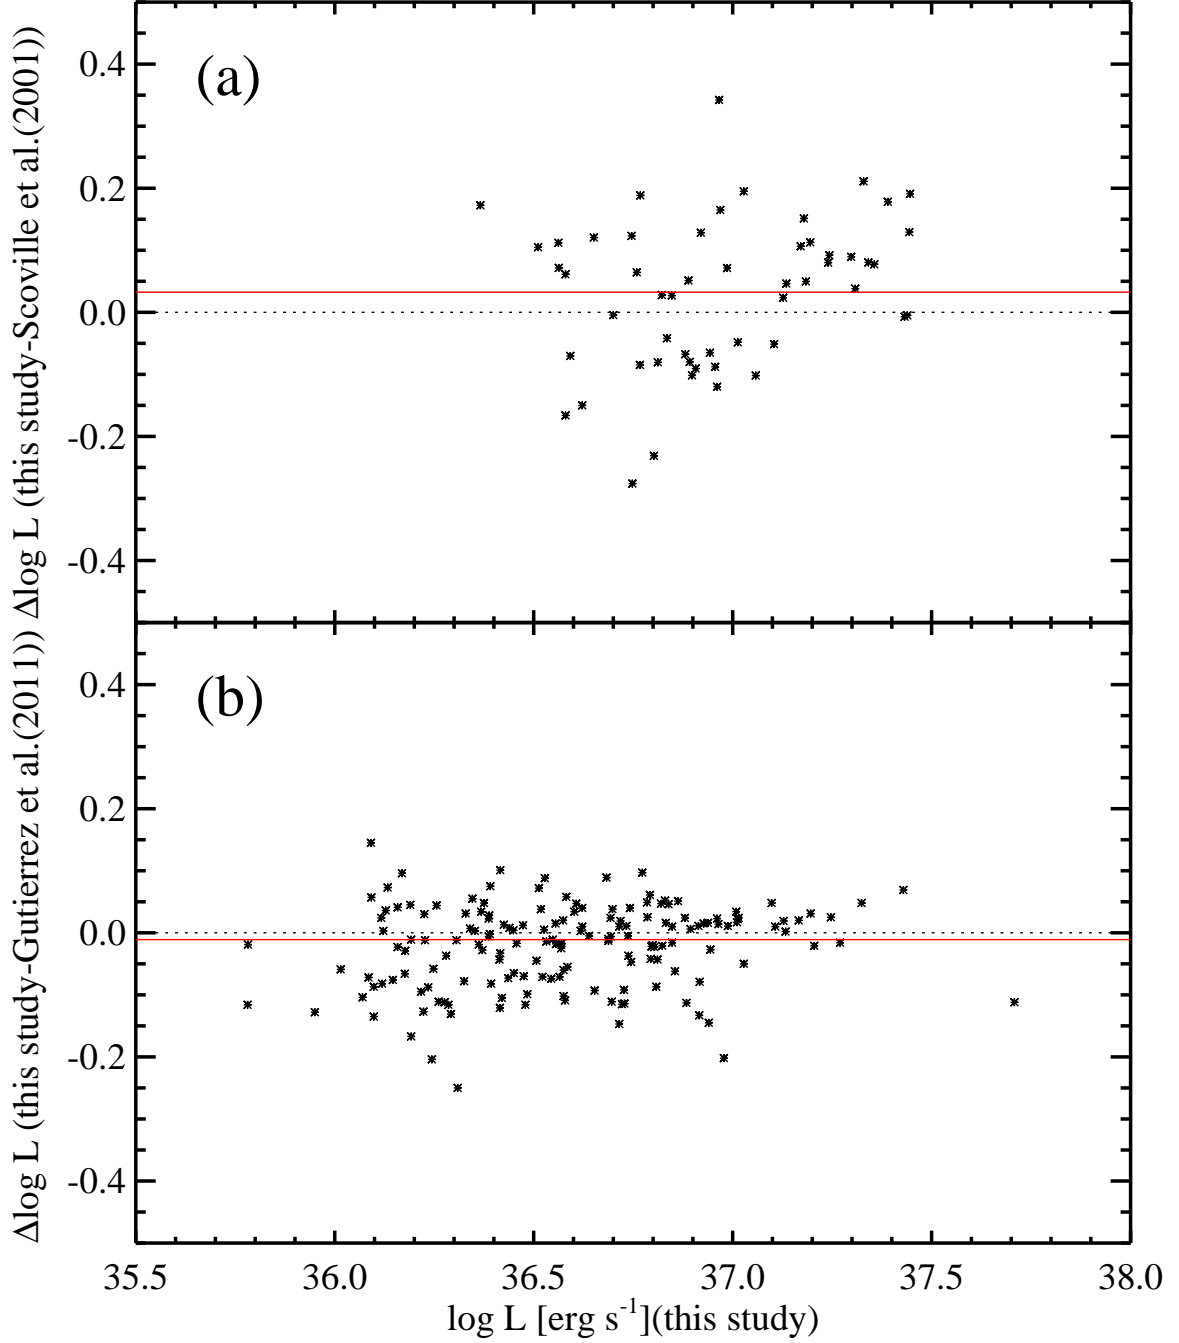 (a)
Δlog L (this study-Scoville et al.(2001))
0.4
0.2
0.0
-0.2
-0.4
(b)
Δlog L (this study-Gutierrez et al.(2011))
0.4
0.2
0.0
-0.2
-0.4
35.5 36.0 36.5 37.0 37.5 38.0
log L [erg s⁻¹](this study)